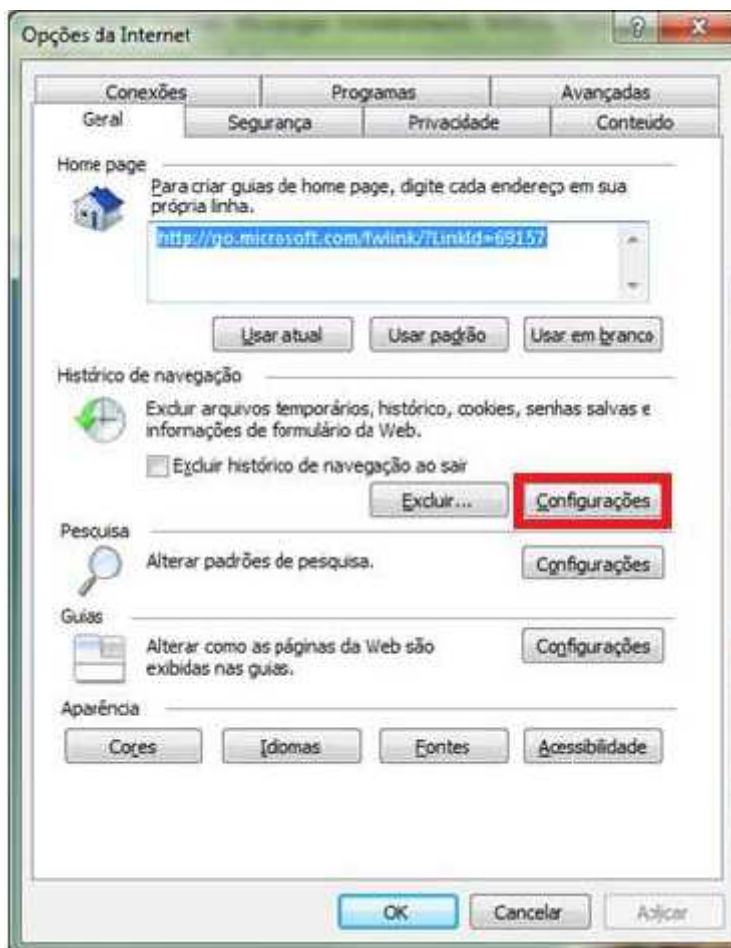 Opções da Internet
Conexões Programas Avançadas
Geral Segurança Privacidade Conteúdo
Home page
Para criar guias de home page, digite cada endereço em sua
própria linha.
http://go.microsoft.com/fwlink/?LinkId=69157
Usar atual Usar padrão Usar em branco
Histórico de navegação
Excluir arquivos temporários, histórico, cookies, senhas salvas e
informações de formulário da Web.
Excluir histórico de navegação ao sair
Excluir... Configurações
Pesquisa
Alterar padrões de pesquisa.
Configurações
Guias
Alterar como as páginas da Web são
exibidas nas guias.
Configurações
Aparência
Cores Idiomas Fontes Acessibilidade
OK Cancelar Aplicar